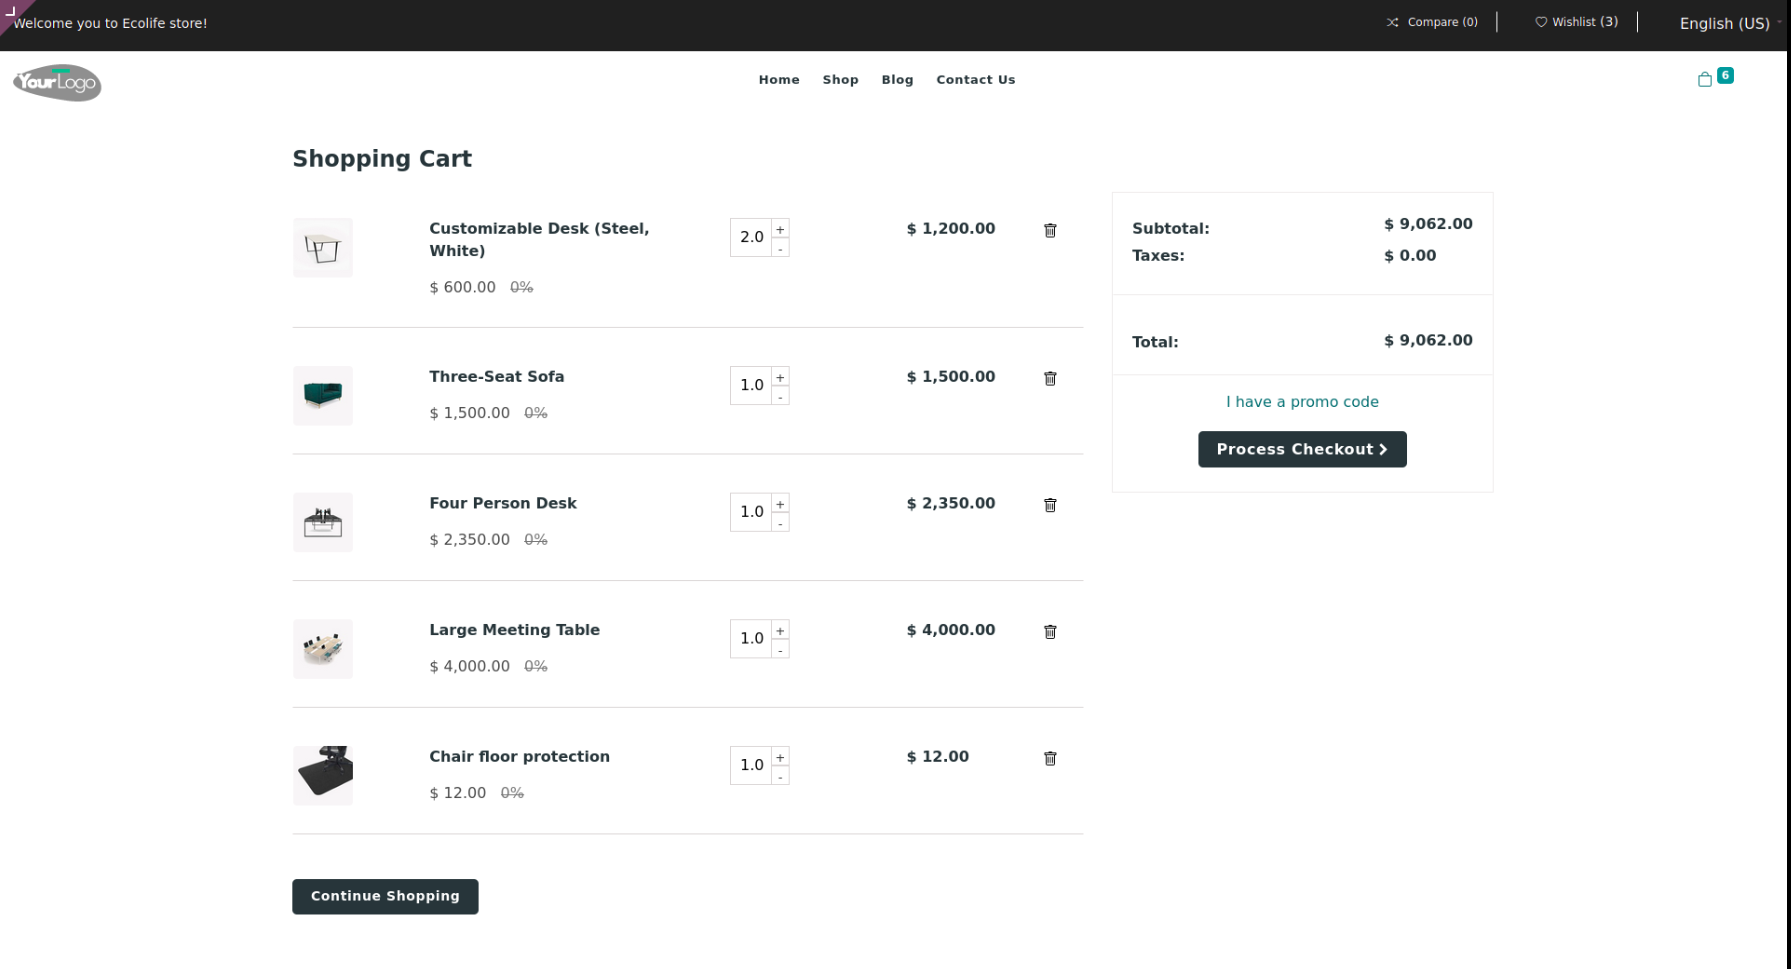 Welcome you to Ecolife store!
Compare (0)
Wishlist (3)
English (US)
YourLogo
Home
Shop
Blog
Contact Us
6
Shopping Cart
Customizable Desk (Steel,
White)
2.0
+
-
$ 1,200.00
$ 600.00 0%
Three-Seat Sofa
1.0
+
-
$ 1,500.00
$ 1,500.00 0%
Four Person Desk
1.0
+
-
$ 2,350.00
$ 2,350.00 0%
Large Meeting Table
1.0
+
-
$ 4,000.00
$ 4,000.00 0%
Chair floor protection
1.0
+
-
$ 12.00
$ 12.00 0%
Continue Shopping
Subtotal: $ 9,062.00
Taxes: $ 0.00
Total: $ 9,062.00
I have a promo code
Process Checkout